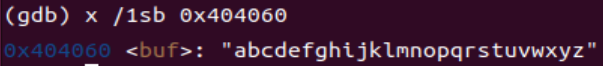 (gdb) x /1sb 0x404060
0x404060 <buf>: "abcdefghijklmnopqrstuvwxyz"